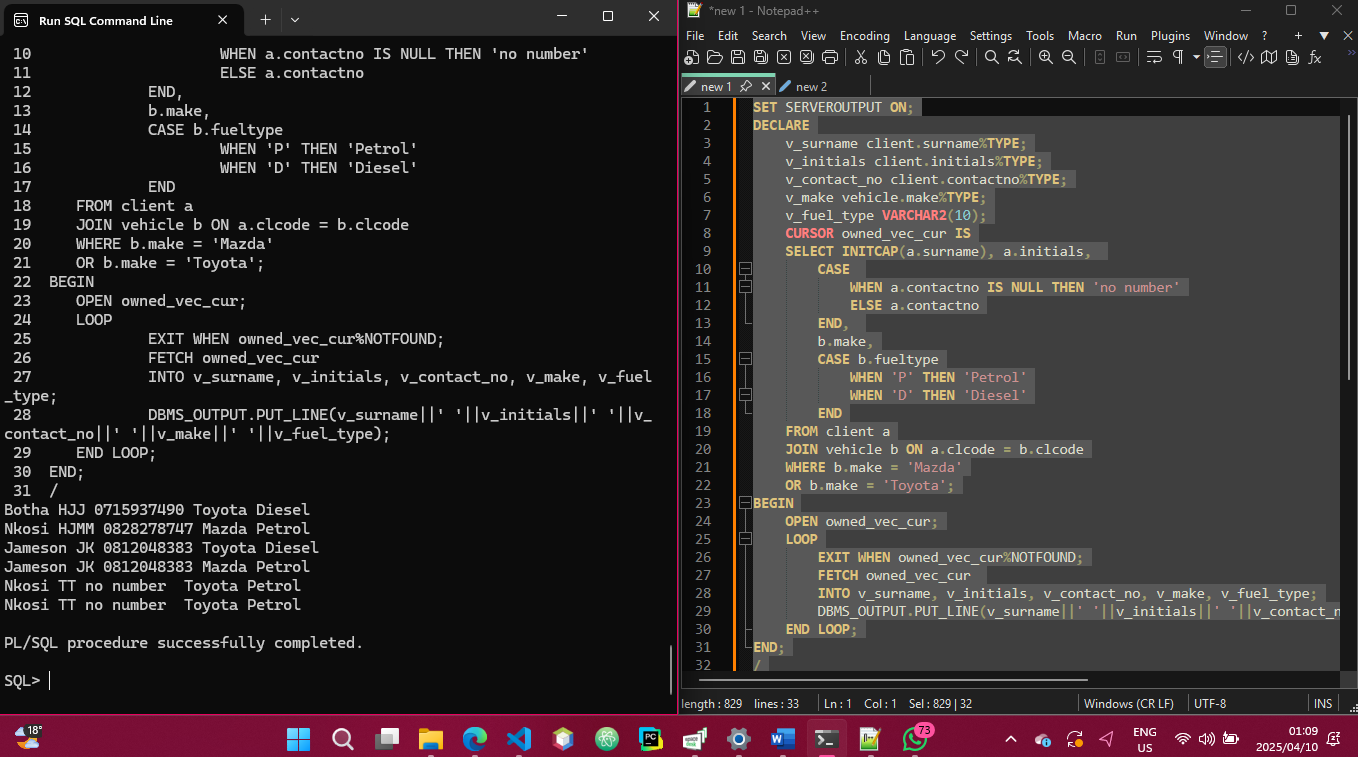 Run SQL Command Line
10 WHEN a.contactno IS NULL THEN 'no number'
11 ELSE a.contactno
12 END,
13 b.make,
14 CASE b.fueltype
15 WHEN 'P' THEN 'Petrol'
16 WHEN 'D' THEN 'Diesel'
17 END
18 FROM client a
19 JOIN vehicle b ON a.clcode = b.clcode
20 WHERE b.make = 'Mazda'
21 OR b.make = 'Toyota';
22 BEGIN
23 OPEN owned_vec_cur;
24 LOOP
25 EXIT WHEN owned_vec_cur%NOTFOUND;
26 FETCH owned_vec_cur
27 INTO v_surname, v_initials, v_contact_no, v_make, v_fuel
_type;
28 DBMS_OUTPUT.PUT_LINE(v_surname||' '||v_initials||' '||v_
contact_no||' '||v_make||' '||v_fuel_type);
29 END LOOP;
30 END;
31 /
Botha HJJ 0715937490 Toyota Diesel
Nkosi HJMM 0828278747 Mazda Petrol
Jameson JK 0812048383 Toyota Diesel
Jameson JK 0812048383 Mazda Petrol
Nkosi TT no number  Toyota Petrol
Nkosi TT no number  Toyota Petrol
PL/SQL procedure successfully completed.
SQL>
*new 1 - Notepad++
File Edit Search View Encoding Language Settings Tools Macro Run Plugins Window ?
new 1 new 2
1 SET SERVEROUTPUT ON;
2 DECLARE
3 v_surname client.surname%TYPE;
4 v_initials client.initials%TYPE;
5 v_contact_no client.contactno%TYPE;
6 v_make vehicle.make%TYPE;
7 v_fuel_type VARCHAR2(10);
8 CURSOR owned_vec_cur IS
9 SELECT INITCAP(a.surname), a.initials,
10 CASE
11 WHEN a.contactno IS NULL THEN 'no number'
12 ELSE a.contactno
13 END,
14 b.make,
15 CASE b.fueltype
16 WHEN 'P' THEN 'Petrol'
17 WHEN 'D' THEN 'Diesel'
18 END
19 FROM client a
20 JOIN vehicle b ON a.clcode = b.clcode
21 WHERE b.make = 'Mazda'
22 OR b.make = 'Toyota';
23 BEGIN
24 OPEN owned_vec_cur;
25 LOOP
26 EXIT WHEN owned_vec_cur%NOTFOUND;
27 FETCH owned_vec_cur
28 INTO v_surname, v_initials, v_contact_no, v_make, v_fuel_type;
29 DBMS_OUTPUT.PUT_LINE(v_surname||' '||v_initials||' '||v_contact_n
30 END LOOP;
31 END;
32 /
length : 829 lines : 33 Ln : 1 Col : 1 Sel : 829 | 32 Windows (CR LF) UTF-8 INS
18°
PC
73
ENG
US
01:09
2025/04/10